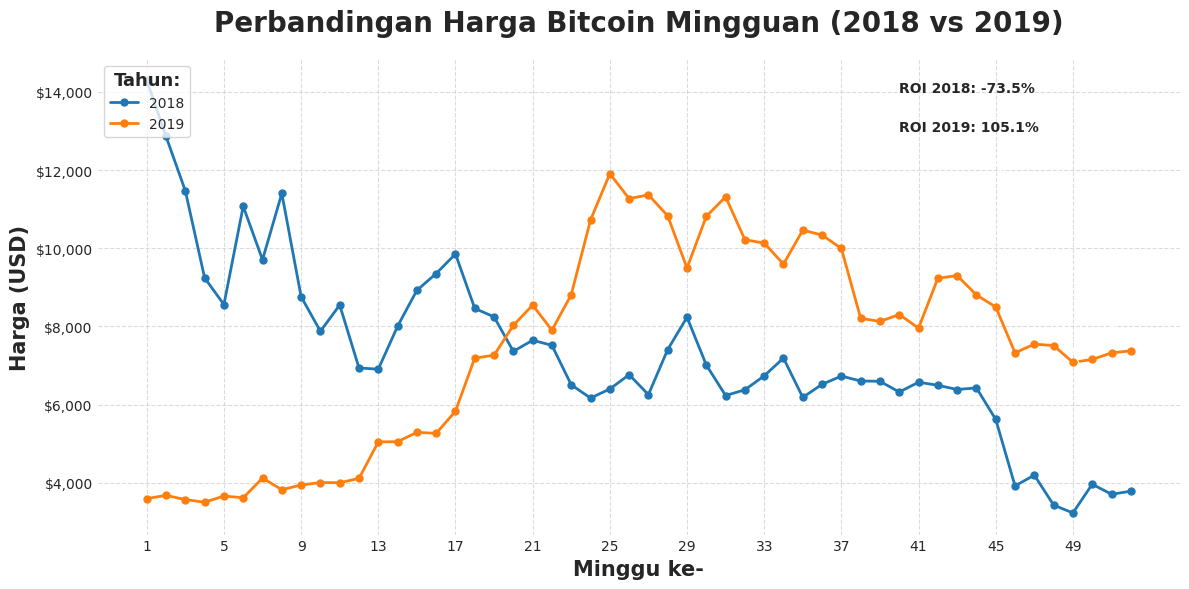 Perbandingan Harga Bitcoin Mingguan (2018 vs 2019)
Tahun:
2018
2019
ROI 2018: -73.5%
ROI 2019: 105.1%
Harga (USD)
$14,000
$12,000
$10,000
$8,000
$6,000
$4,000
1 5 9 13 17 21 25 29 33 37 41 45 49
Minggu ke-